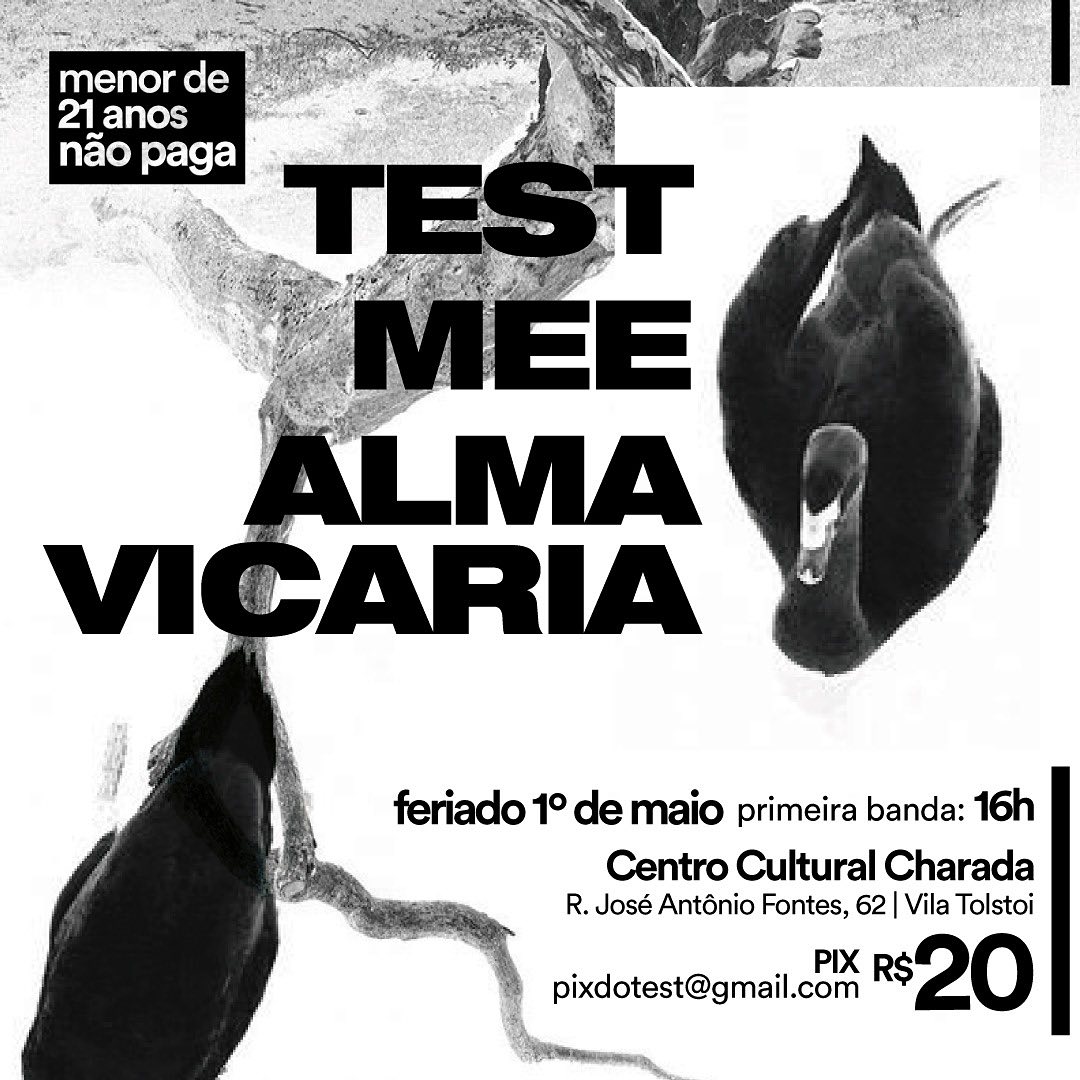 menor de
21 anos
não paga
TEST
MEE
ALMA
VICARIA
feriado 1º de maio primeira banda: 16h
Centro Cultural Charada
R. José Antônio Fontes, 62 | Vila Tolstoi
PIX
pixdotest@gmail.com
R$20